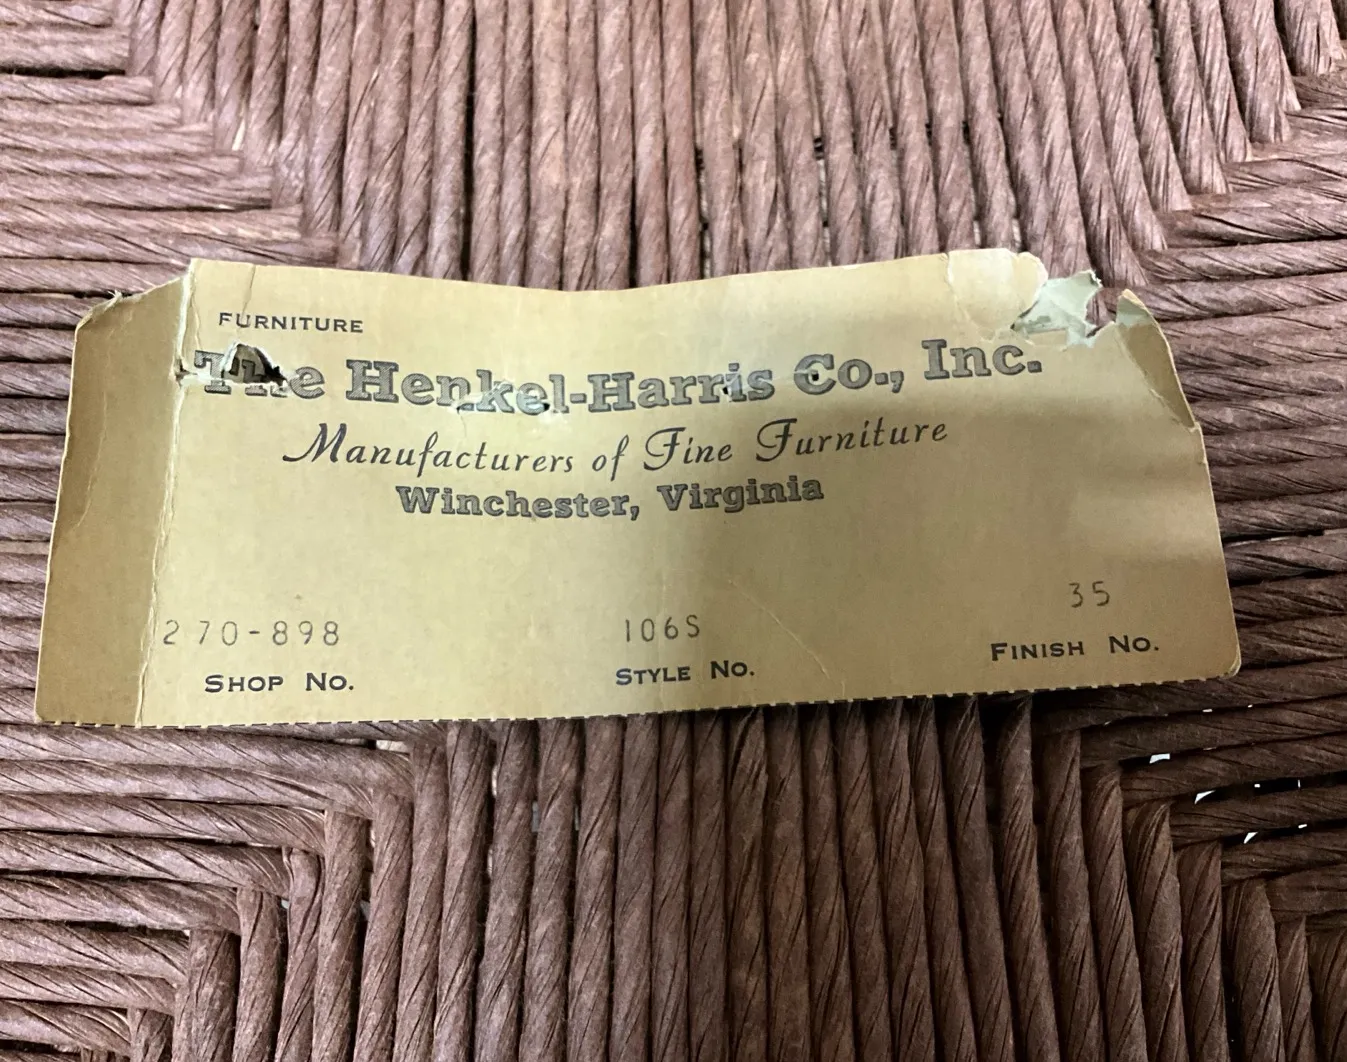 FURNITURE
The Henkel-Harris Co., Inc.
Manufacturers of Fine Furniture
Winchester, Virginia
270-898 106S 35
SHOP NO. STYLE NO. FINISH NO.